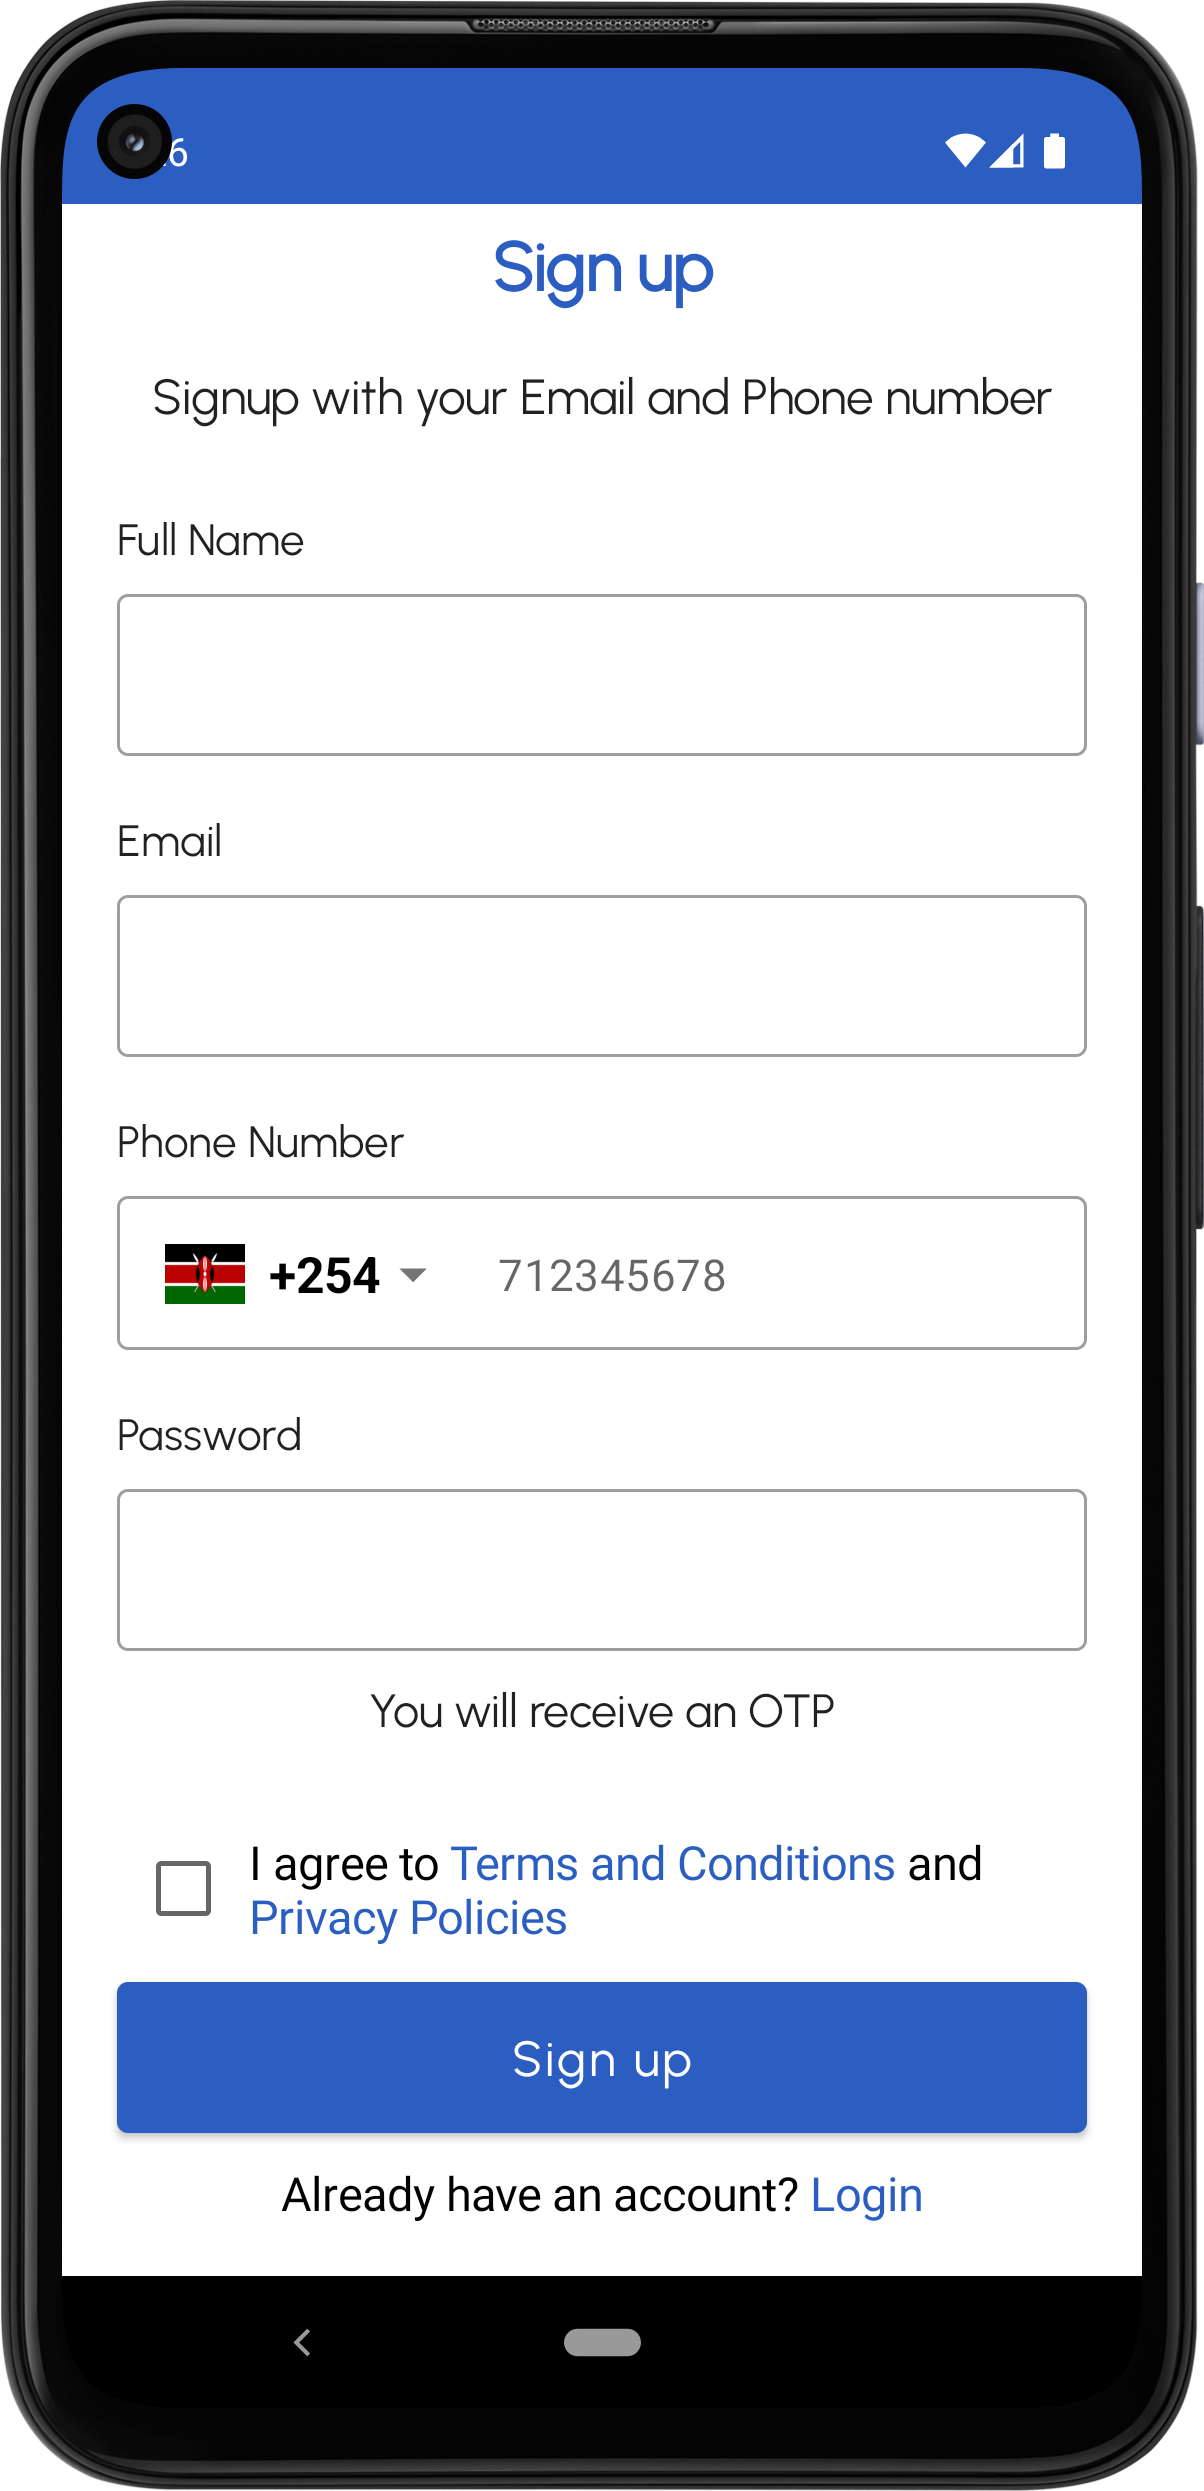 Sign up
Signup with your Email and Phone number
Full Name
Email
Phone Number
+254 712345678
Password
You will receive an OTP
I agree to Terms and Conditions and
Privacy Policies
Sign up
Already have an account? Login